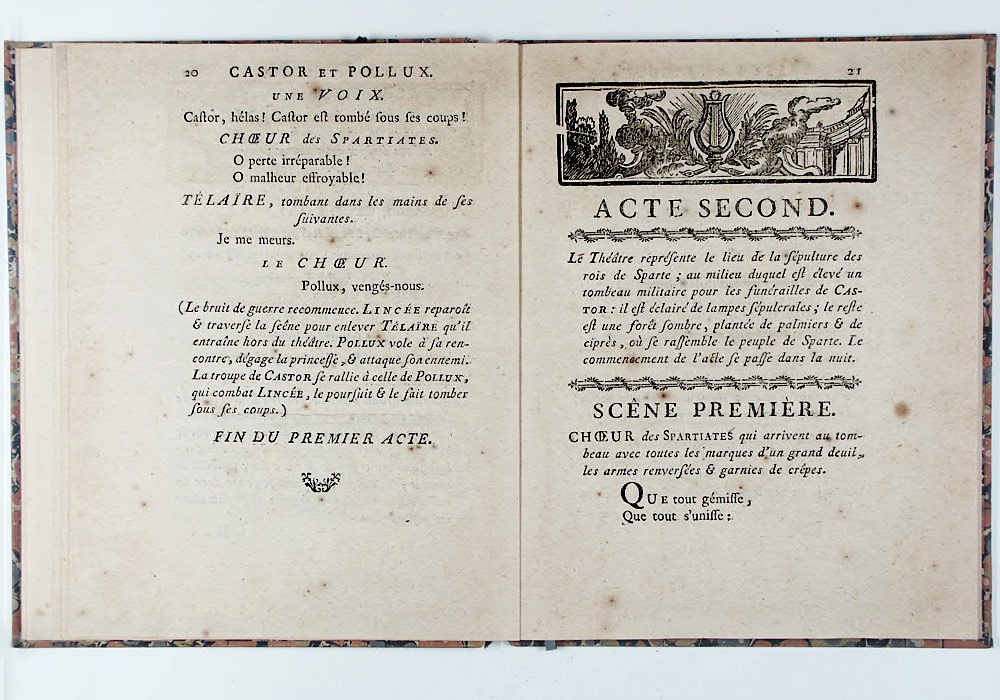 20 CASTOR ET POLLUX.
UNE VOIX.
Caſtor, hélas! Caſtor eſt tombé ſous ſes coups!
CHŒUR des SPARTIATES.
O perte irréparable!
O malheur effroyable!
TÉLAÏRE, tombant dans les mains de ſes
ſuivantes.
Je me meurs.
LE CHŒUR.
Pollux, vengés-nous.
(Le bruit de guerre recommence. LINCÉE reparoît
& traverſe la ſcêne pour enlever TÉLAÏRE qu'il
entraîne hors du théâtre. POLLUX vole à ſa ren-
contre, dégage la princeſſe, & attaque ſon ennemi.
La troupe de CASTOR ſe rallie à celle de POLLUX,
qui combat LINCÉE, le pourſuit & le fait tomber
ſous ſes coups.)
FIN DU PREMIER ACTE.
21
ACTE SECOND.
Le Théâtre repréſente le lieu de la ſépulture des
rois de Sparte; au milieu duquel eſt élevé un
tombeau militaire pour les funérailles de CAS-
TOR: il eſt éclairé de lampes ſépulcrales; le reſte
eſt une forêt ſombre, plantée de palmiers & de
ciprès, où ſe raſſemble le peuple de Sparte. Le
commencement de l'acte ſe paſſe dans la nuit.
SCÊNE PREMIÈRE.
CHŒUR des SPARTIATES qui arrivent au tom-
beau avec toutes les marques d'un grand deuil,
les armes renverſées & garnies de crêpes.
QUE tout gémiſſe,
Que tout s'uniſſe: